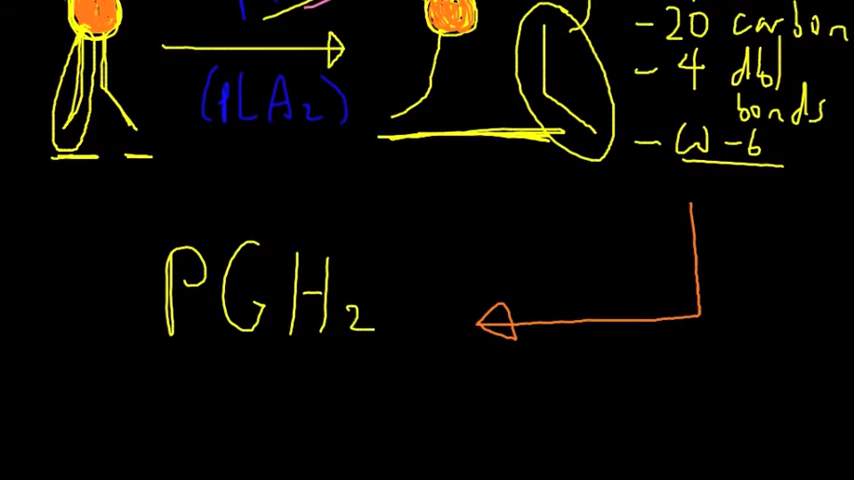 - 20 carbon
- 4 dbl
bonds
- ω-6
(PLA₂)
PGH₂